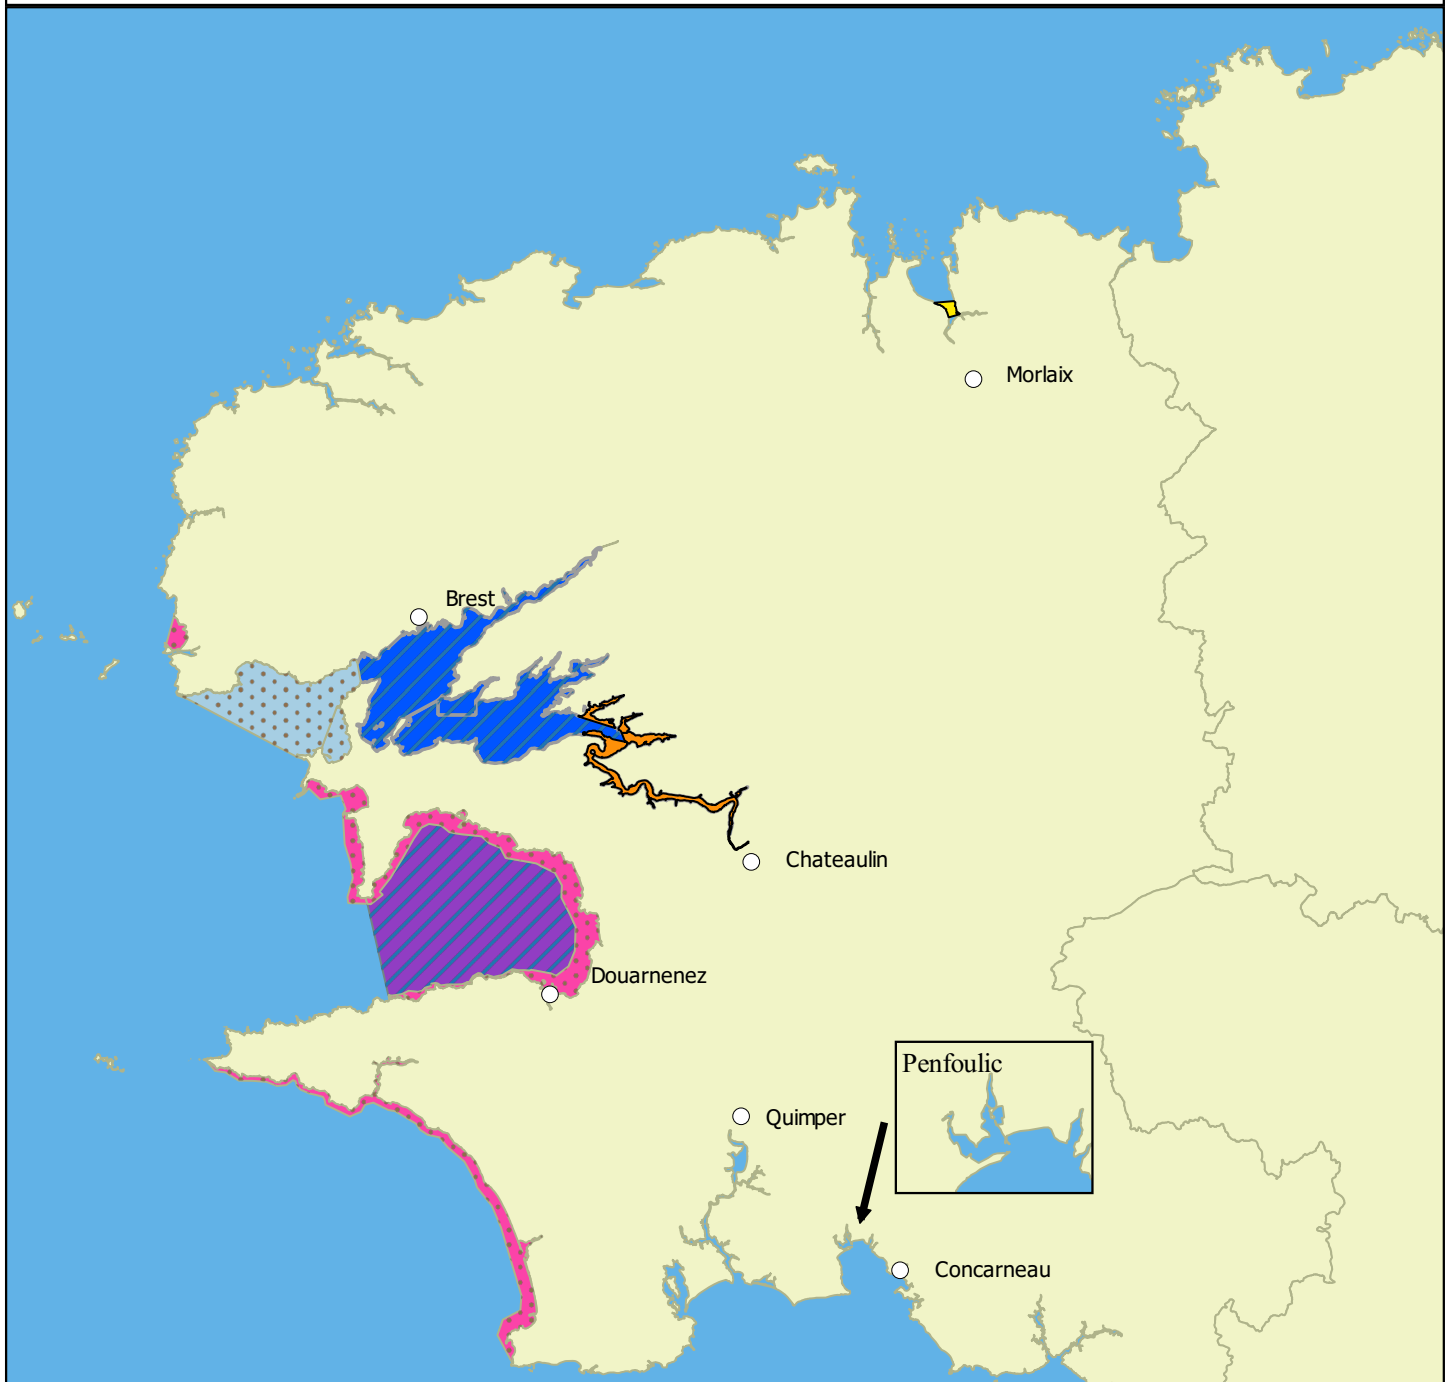 Morlaix
Brest
Chateaulin
Douarnenez
Penfoulic
Quimper
Concarneau